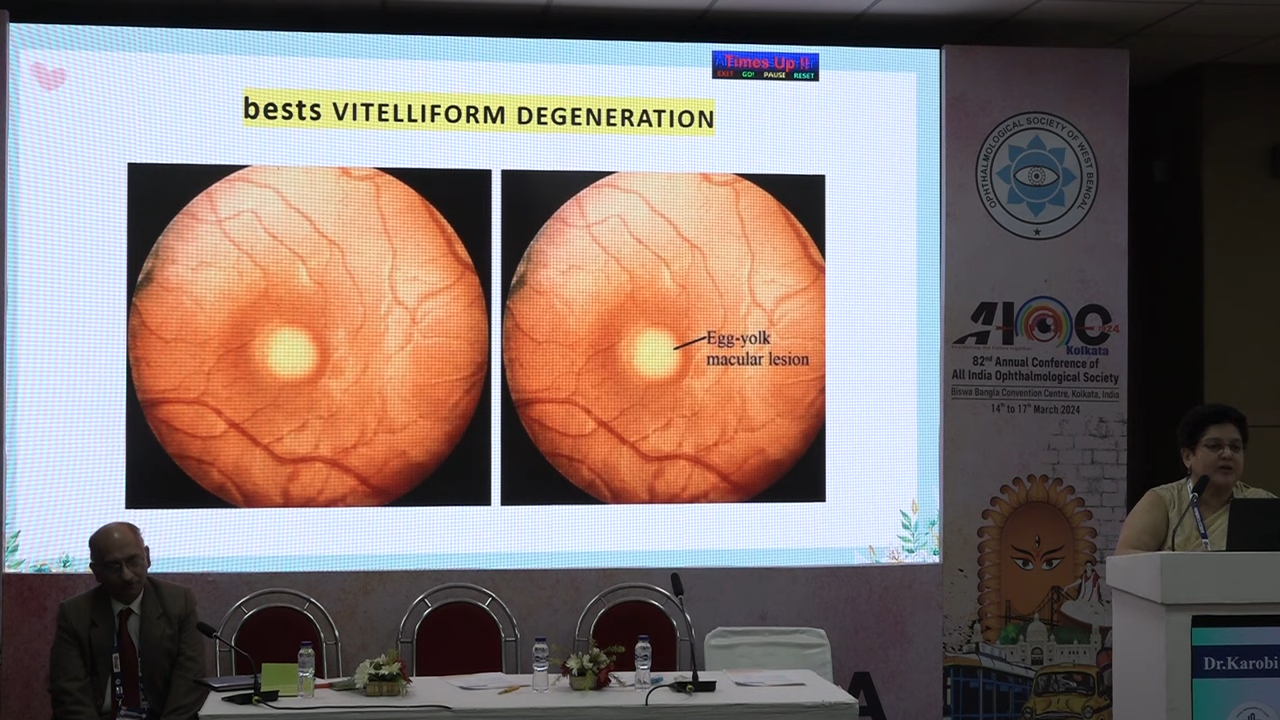 Times Up !!
EXIT GO! PAUSE RESET
bests VITELLIFORM DEGENERATION
Egg-yolk
macular lesion
OPHTHALMOLOGICAL SOCIETY OF WEST BENGAL
AIOC
Kolkata
82nd Annual Conference of
All India Ophthalmological Society
Biswa Bangla Convention Centre, Kolkata, India
14th to 17th March 2024
Dr.Karobi